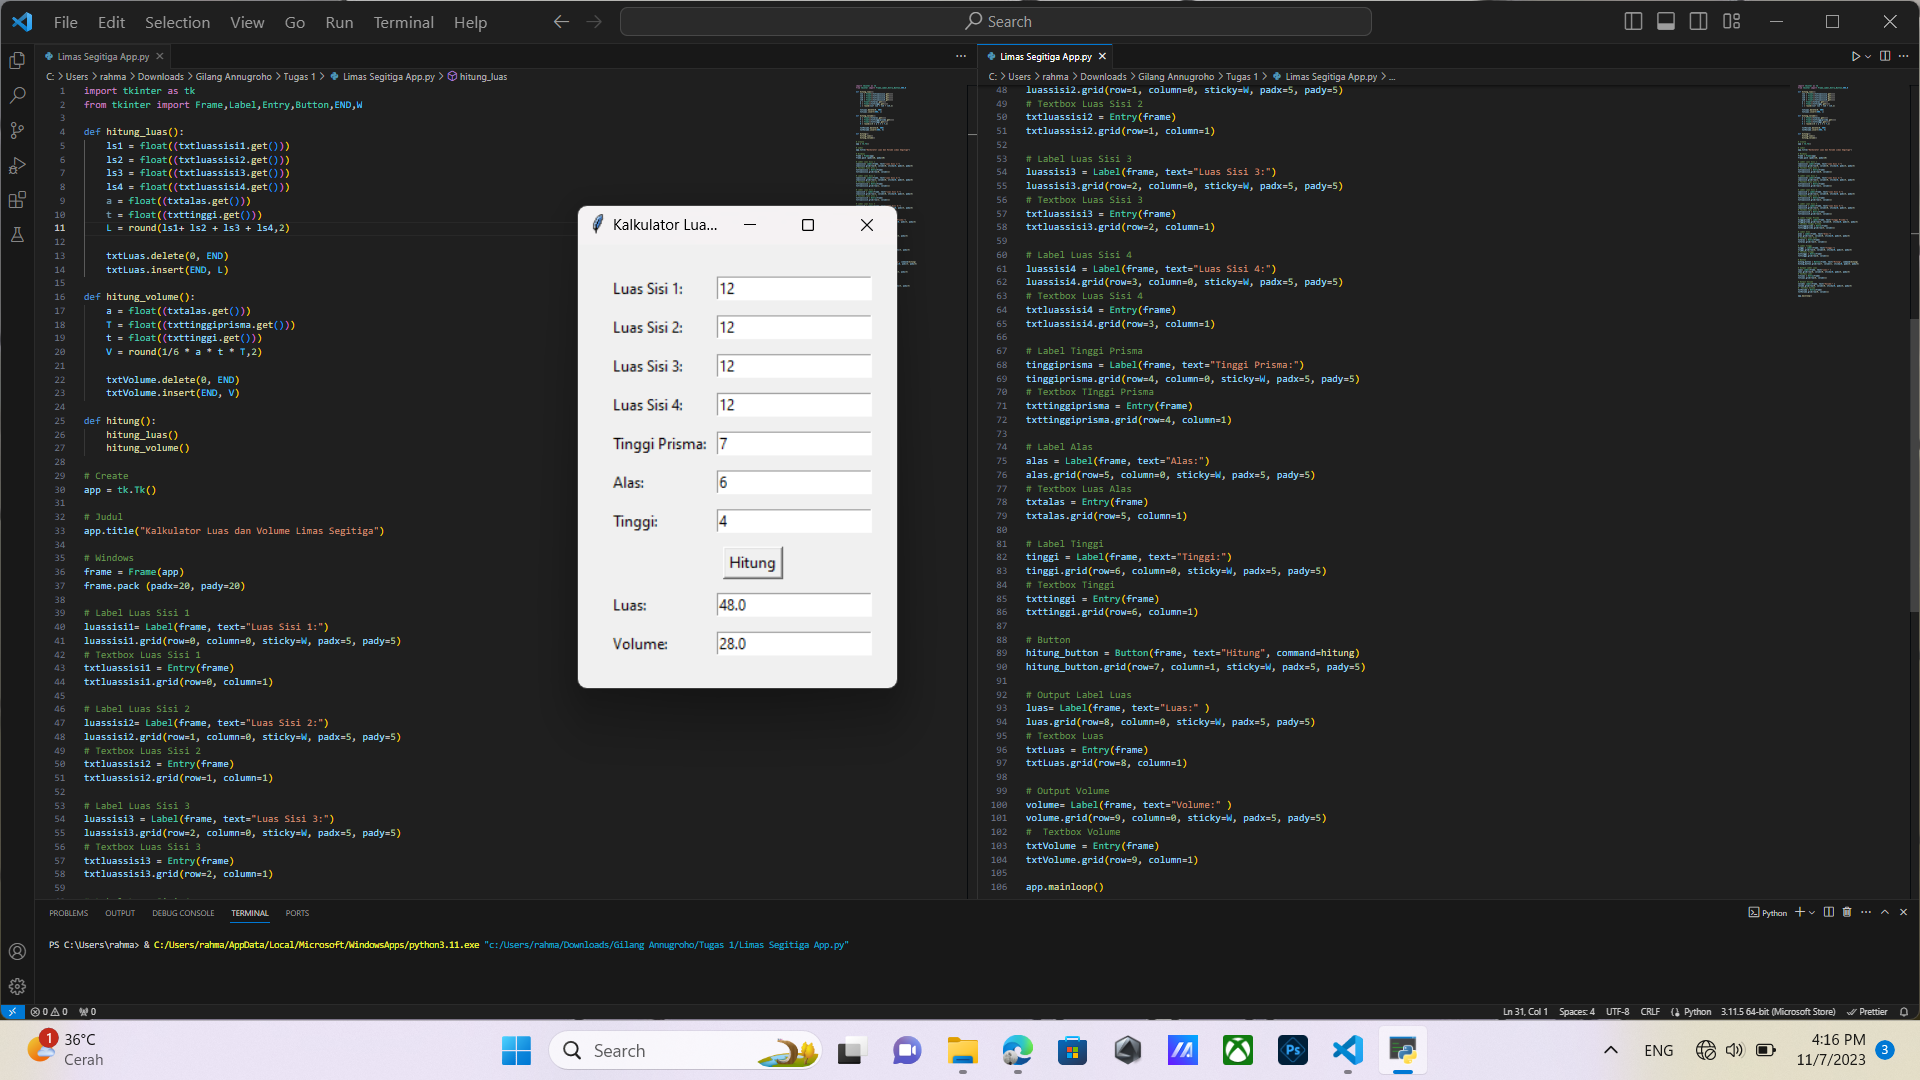 File Edit Selection View Go Run Terminal Help
Search
Limas Segitiga App.py
C: > Users > rahma > Downloads > Gilang Annugroho > Tugas 1 > Limas Segitiga App.py > hitung_luas
1 import tkinter as tk
2 from tkinter import Frame,Label,Entry,Button,END,W
3
4 def hitung_luas():
5 ls1 = float((txtluassisi1.get()))
6 ls2 = float((txtluassisi2.get()))
7 ls3 = float((txtluassisi3.get()))
8 ls4 = float((txtluassisi4.get()))
9 a = float((txtalas.get()))
10 t = float((txttinggi.get()))
11 L = round(ls1+ ls2 + ls3 + ls4,2)
12
13 txtLuas.delete(0, END)
14 txtLuas.insert(END, L)
15
16 def hitung_volume():
17 a = float((txtalas.get()))
18 T = float((txttinggiprisma.get()))
19 t = float((txttinggi.get()))
20 V = round(1/6 * a * t * T,2)
21
22 txtVolume.delete(0, END)
23 txtVolume.insert(END, V)
24
25 def hitung():
26 hitung_luas()
27 hitung_volume()
28
29 # Create
30 app = tk.Tk()
31
32 # Judul
33 app.title("Kalkulator Luas dan Volume Limas Segitiga")
34
35 # Windows
36 frame = Frame(app)
37 frame.pack (padx=20, pady=20)
38
39 # Label Luas Sisi 1
40 luassisi1= Label(frame, text="Luas Sisi 1:")
41 luassisi1.grid(row=0, column=0, sticky=W, padx=5, pady=5)
42 # Textbox Luas Sisi 1
43 txtluassisi1 = Entry(frame)
44 txtluassisi1.grid(row=0, column=1)
45
46 # Label Luas Sisi 2
47 luassisi2= Label(frame, text="Luas Sisi 2:")
48 luassisi2.grid(row=1, column=0, sticky=W, padx=5, pady=5)
49 # Textbox Luas Sisi 2
50 txtluassisi2 = Entry(frame)
51 txtluassisi2.grid(row=1, column=1)
52
53 # Label Luas Sisi 3
54 luassisi3 = Label(frame, text="Luas Sisi 3:")
55 luassisi3.grid(row=2, column=0, sticky=W, padx=5, pady=5)
56 # Textbox Luas Sisi 3
57 txtluassisi3 = Entry(frame)
58 txtluassisi3.grid(row=2, column=1)
59
Kalkulator Lua...
Luas Sisi 1: 12
Luas Sisi 2: 12
Luas Sisi 3: 12
Luas Sisi 4: 12
Tinggi Prisma: 7
Alas: 6
Tinggi: 4
Hitung
Luas: 48.0
Volume: 28.0
Limas Segitiga App.py
C: > Users > rahma > Downloads > Gilang Annugroho > Tugas 1 > Limas Segitiga App.py > ...
48 luassisi2.grid(row=1, column=0, sticky=W, padx=5, pady=5)
49 # Textbox Luas Sisi 2
50 txtluassisi2 = Entry(frame)
51 txtluassisi2.grid(row=1, column=1)
52
53 # Label Luas Sisi 3
54 luassisi3 = Label(frame, text="Luas Sisi 3:")
55 luassisi3.grid(row=2, column=0, sticky=W, padx=5, pady=5)
56 # Textbox Luas Sisi 3
57 txtluassisi3 = Entry(frame)
58 txtluassisi3.grid(row=2, column=1)
59
60 # Label Luas Sisi 4
61 luassisi4 = Label(frame, text="Luas Sisi 4:")
62 luassisi4.grid(row=3, column=0, sticky=W, padx=5, pady=5)
63 # Textbox Luas Sisi 4
64 txtluassisi4 = Entry(frame)
65 txtluassisi4.grid(row=3, column=1)
66
67 # Label Tinggi Prisma
68 tinggiprisma = Label(frame, text="Tinggi Prisma:")
69 tinggiprisma.grid(row=4, column=0, sticky=W, padx=5, pady=5)
70 # Textbox TInggi Prisma
71 txttinggiprisma = Entry(frame)
72 txttinggiprisma.grid(row=4, column=1)
73
74 # Label Alas
75 alas = Label(frame, text="Alas:")
76 alas.grid(row=5, column=0, sticky=W, padx=5, pady=5)
77 # Textbox Luas Alas
78 txtalas = Entry(frame)
79 txtalas.grid(row=5, column=1)
80
81 # Label Tinggi
82 tinggi = Label(frame, text="Tinggi:")
83 tinggi.grid(row=6, column=0, sticky=W, padx=5, pady=5)
84 # Textbox Tinggi
85 txttinggi = Entry(frame)
86 txttinggi.grid(row=6, column=1)
87
88 # Button
89 hitung_button = Button(frame, text="Hitung", command=hitung)
90 hitung_button.grid(row=7, column=1, sticky=W, padx=5, pady=5)
91
92 # Output Label Luas
93 luas= Label(frame, text="Luas:" )
94 luas.grid(row=8, column=0, sticky=W, padx=5, pady=5)
95 # Textbox Luas
96 txtLuas = Entry(frame)
97 txtLuas.grid(row=8, column=1)
98
99 # Output Volume
100 volume= Label(frame, text="Volume:" )
101 volume.grid(row=9, column=0, sticky=W, padx=5, pady=5)
102 #  Textbox Volume
103 txtVolume = Entry(frame)
104 txtVolume.grid(row=9, column=1)
105
106 app.mainloop()
PROBLEMS OUTPUT DEBUG CONSOLE TERMINAL PORTS
Python
PS C:\Users\rahma> & C:/Users/rahma/AppData/Local/Microsoft/WindowsApps/python3.11.exe "c:/Users/rahma/Downloads/Gilang Annugroho/Tugas 1/Limas Segitiga App.py"
0 0 0
Ln 31, Col 1 Spaces: 4 UTF-8 CRLF Python 3.11.5 64-bit (Microsoft Store) Prettier
1 36°C
Cerah
Search
Ps
ENG
4:16 PM
11/7/2023
3